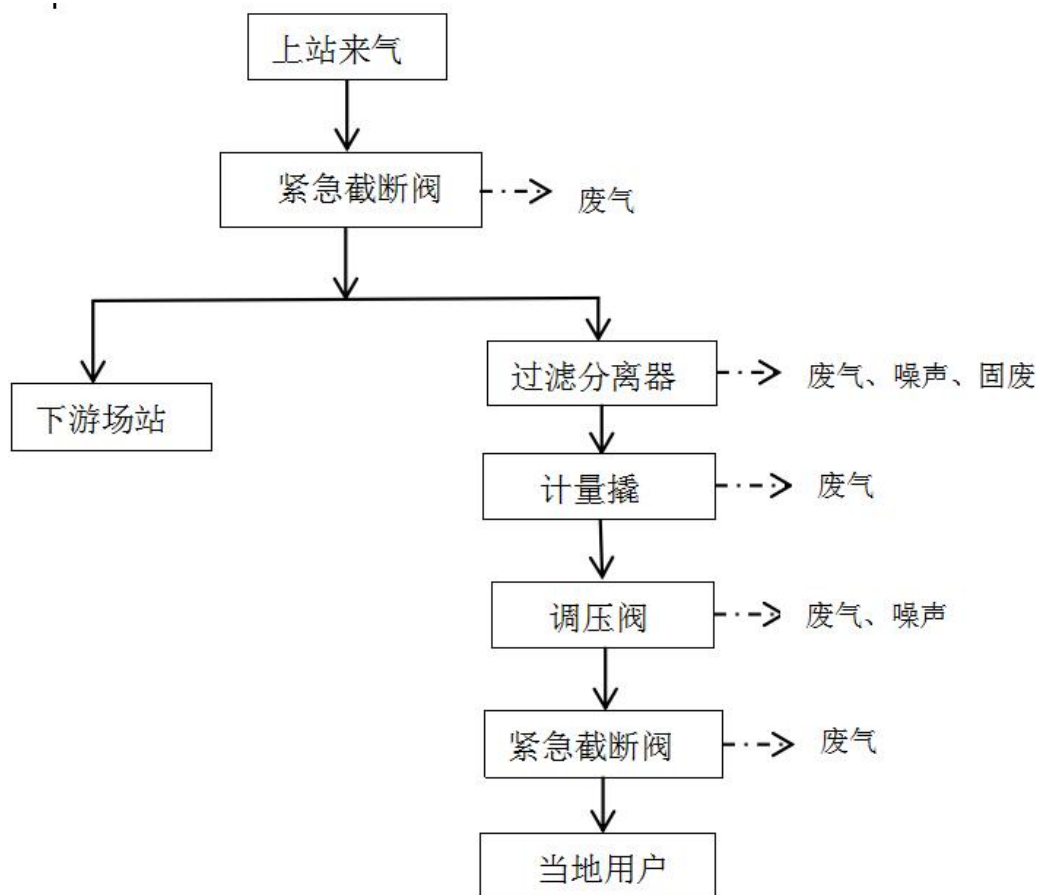 上站来气
紧急截断阀
废气
过滤分离器
废气、噪声、固废
下游场站
计量撬
废气
调压阀
废气、噪声
紧急截断阀
废气
当地用户